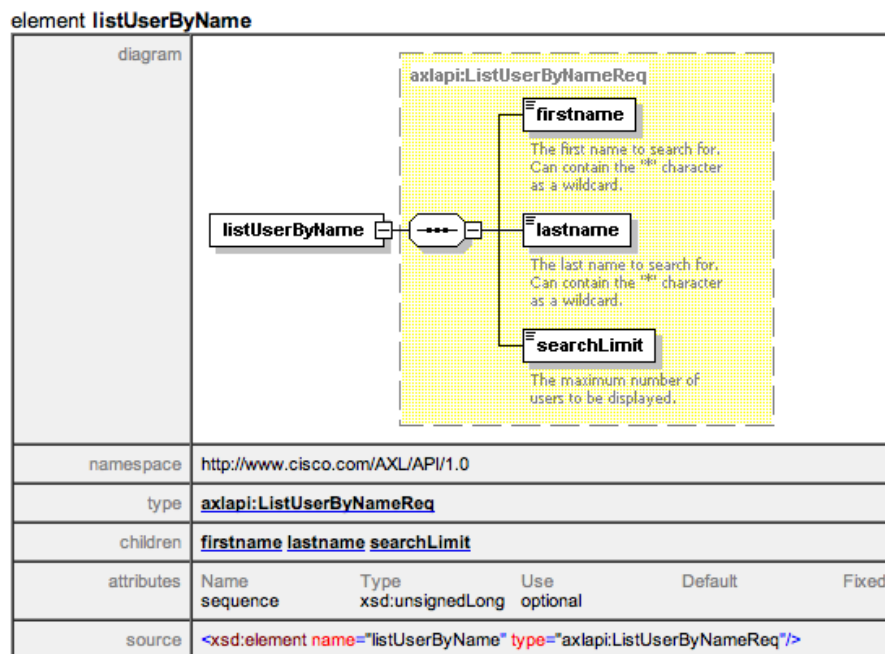 element listUserByName
diagram
axlapi:ListUserByNameReq
firstname
The first name to search for.
Can contain the "*" character
as a wildcard.
listUserByName
lastname
The last name to search for.
Can contain the "*" character
as a wildcard.
searchLimit
The maximum number of
users to be displayed.
namespace http://www.cisco.com/AXL/API/1.0
type axlapi:ListUserByNameReq
children firstname lastname searchLimit
attributes Name Type Use Default Fixed
sequence xsd:unsignedLong optional
source <xsd:element name="listUserByName" type="axlapi:ListUserByNameReq"/>